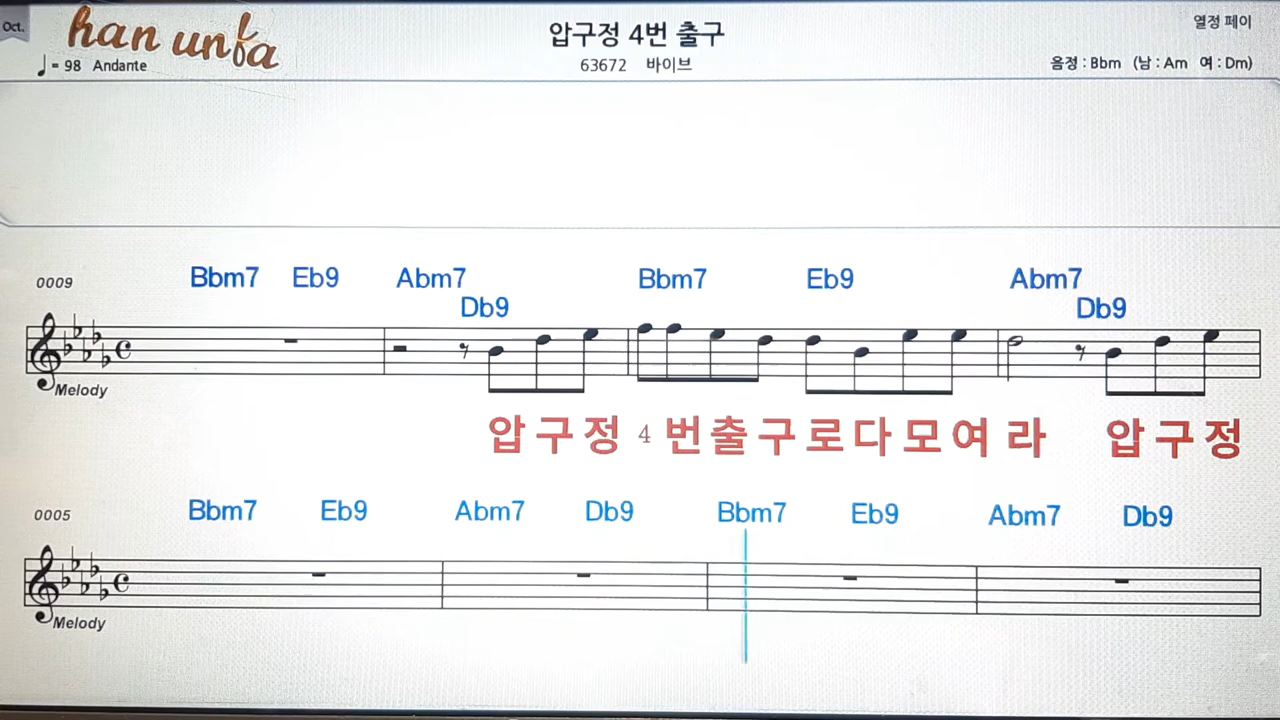 Oct.
han unfa
♩ = 98 Andante
압구정 4번 출구
63672 바이브
열정 페이
음정 : Bbm (남 : Am 여 : Dm)
0009 Bbm7 Eb9 Abm7 Db9 Bbm7 Eb9 Abm7 Db9
Melody
압구정 4 번출구로다모여 라 압구정
0005 Bbm7 Eb9 Abm7 Db9 Bbm7 Eb9 Abm7 Db9
Melody